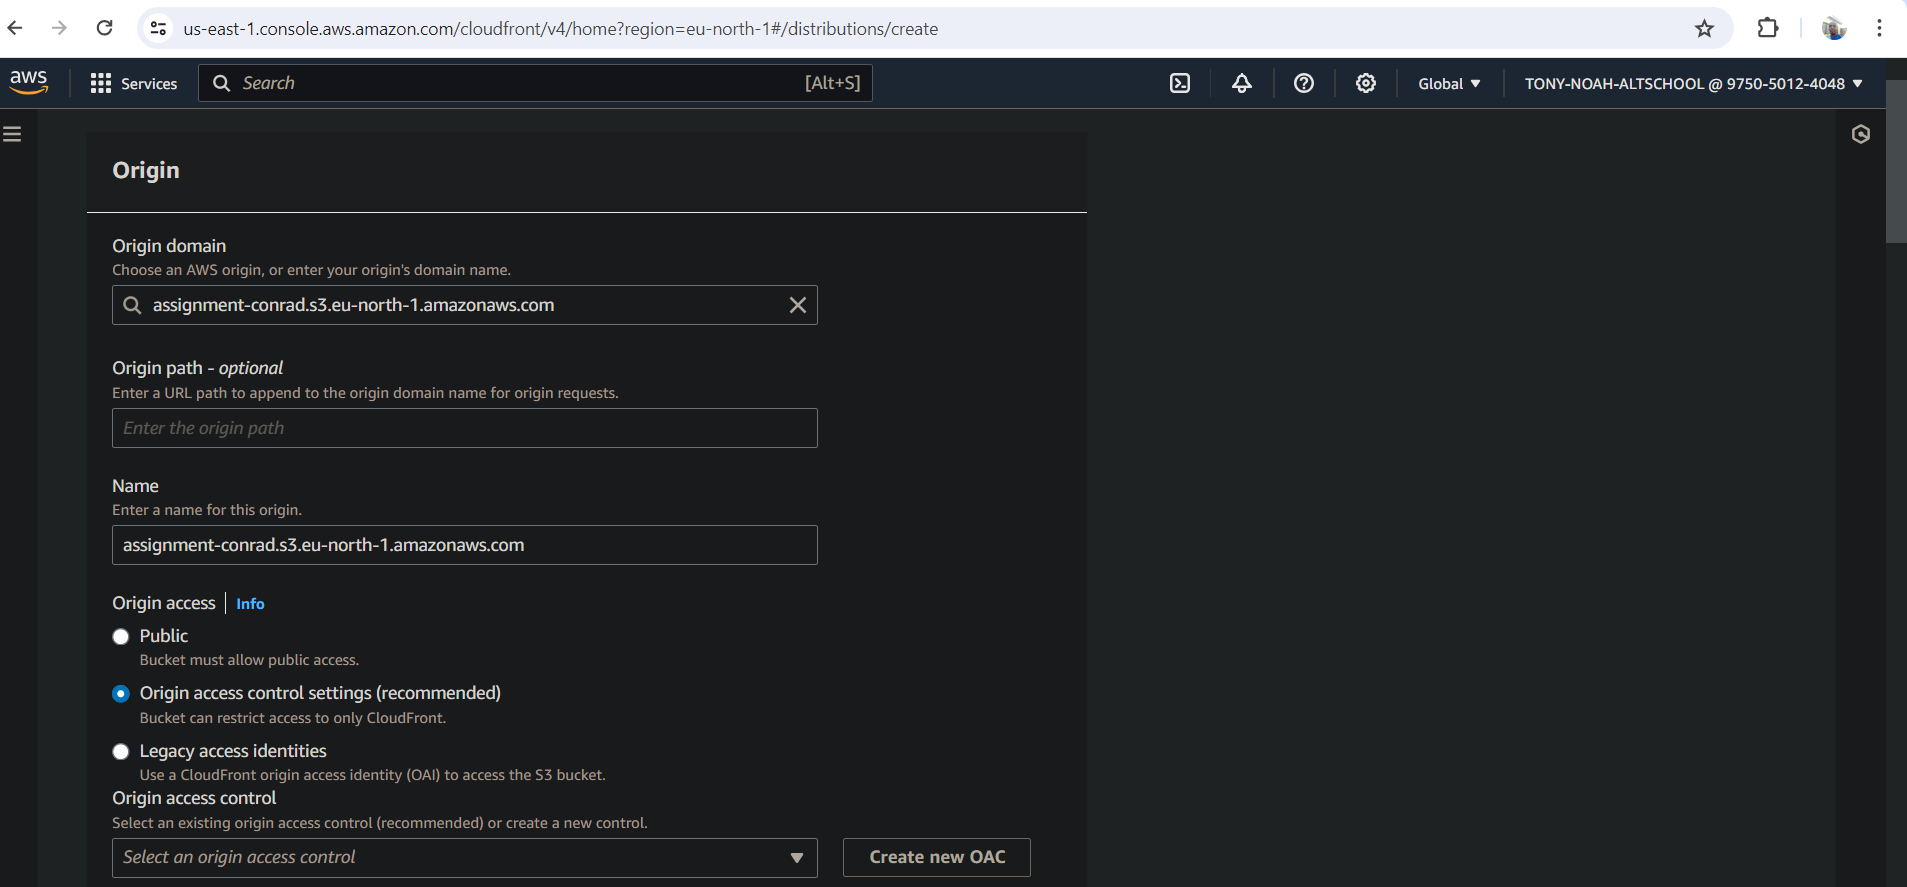 us-east-1.console.aws.amazon.com/cloudfront/v4/home?region=eu-north-1#/distributions/create
aws Services Search [Alt+S] Global TONY-NOAH-ALTSCHOOL @ 9750-5012-4048
Origin
Origin domain
Choose an AWS origin, or enter your origin's domain name.
assignment-conrad.s3.eu-north-1.amazonaws.com
Origin path - optional
Enter a URL path to append to the origin domain name for origin requests.
Enter the origin path
Name
Enter a name for this origin.
assignment-conrad.s3.eu-north-1.amazonaws.com
Origin access Info
Public
Bucket must allow public access.
Origin access control settings (recommended)
Bucket can restrict access to only CloudFront.
Legacy access identities
Use a CloudFront origin access identity (OAI) to access the S3 bucket.
Origin access control
Select an existing origin access control (recommended) or create a new control.
Select an origin access control Create new OAC